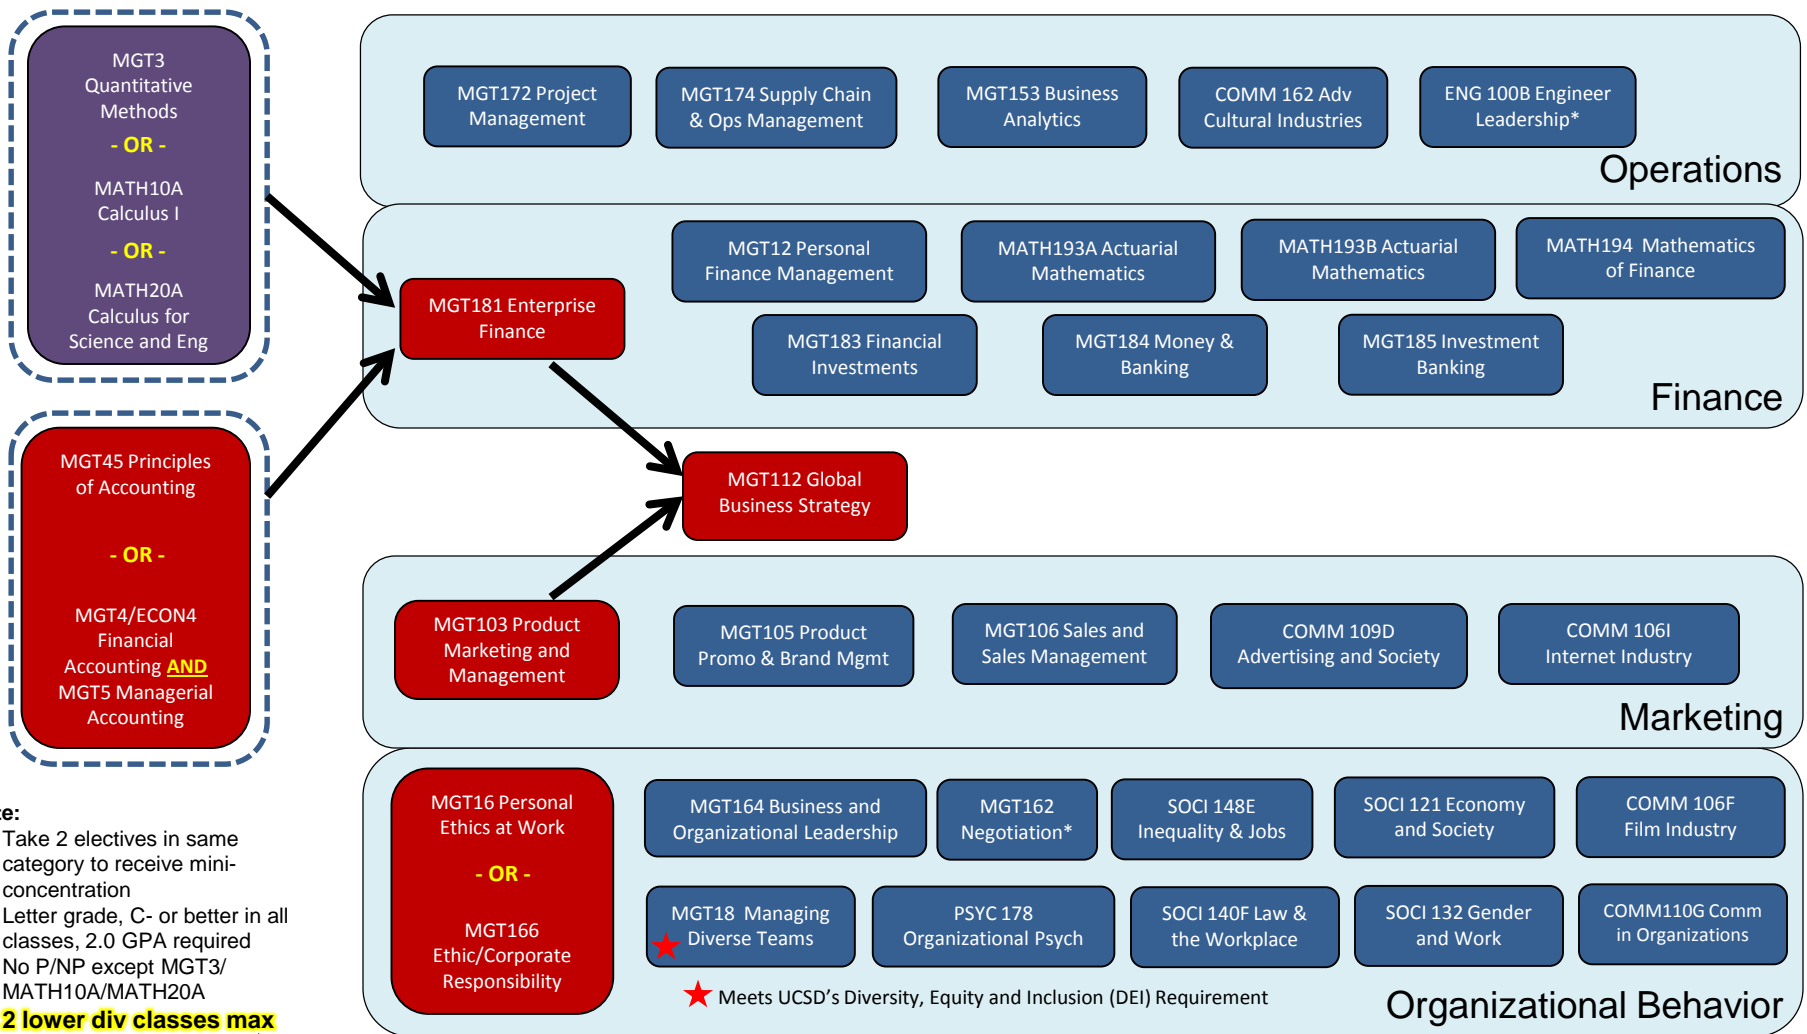 MGT3
Quantitative
Methods
- OR -
MATH10A
Calculus I
- OR -
MATH20A
Calculus for
Science and Eng
MGT45 Principles
of Accounting
- OR -
MGT4/ECON4
Financial
Accounting AND
MGT5 Managerial
Accounting
te:
Take 2 electives in same
category to receive mini-
concentration
Letter grade, C- or better in all
classes, 2.0 GPA required
No P/NP except MGT3/
MATH10A/MATH20A
2 lower div classes max
MGT172 Project
Management
MGT174 Supply Chain
& Ops Management
MGT153 Business
Analytics
COMM 162 Adv
Cultural Industries
ENG 100B Engineer
Leadership*
Operations
MGT181 Enterprise
Finance
MGT12 Personal
Finance Management
MATH193A Actuarial
Mathematics
MATH193B Actuarial
Mathematics
MATH194 Mathematics
of Finance
MGT183 Financial
Investments
MGT184 Money &
Banking
MGT185 Investment
Banking
Finance
MGT112 Global
Business Strategy
MGT103 Product
Marketing and
Management
MGT105 Product
Promo & Brand Mgmt
MGT106 Sales and
Sales Management
COMM 109D
Advertising and Society
COMM 106I
Internet Industry
Marketing
MGT16 Personal
Ethics at Work
- OR -
MGT166
Ethic/Corporate
Responsibility
MGT164 Business and
Organizational Leadership
MGT162
Negotiation*
SOCI 148E
Inequality & Jobs
SOCI 121 Economy
and Society
COMM 106F
Film Industry
MGT18 Managing
Diverse Teams
PSYC 178
Organizational Psych
SOCI 140F Law &
the Workplace
SOCI 132 Gender
and Work
COMM110G Comm
in Organizations
Meets UCSD's Diversity, Equity and Inclusion (DEI) Requirement
Organizational Behavior